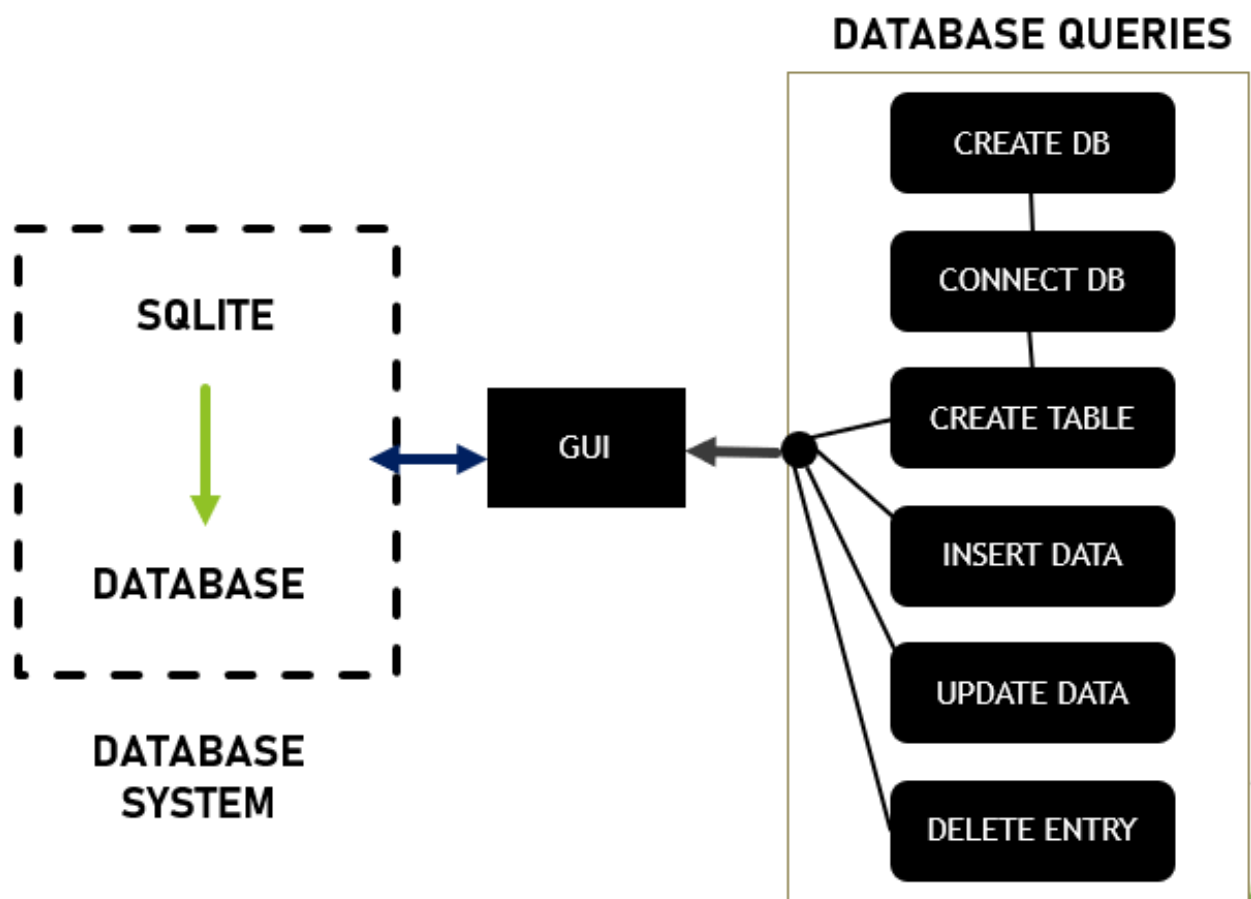 DATABASE QUERIES
CREATE DB
CONNECT DB
CREATE TABLE
INSERT DATA
UPDATE DATA
DELETE ENTRY
GUI
SQLITE
DATABASE
DATABASE
SYSTEM